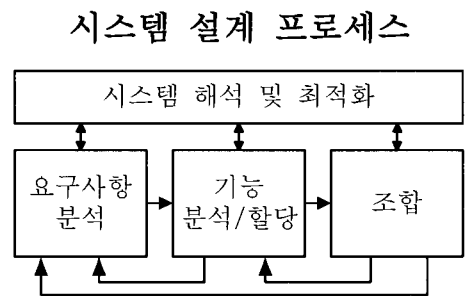 시스템 설계 프로세스
시스템 해석 및 최적화
요구사항
분석
기능
분석/할당
조합